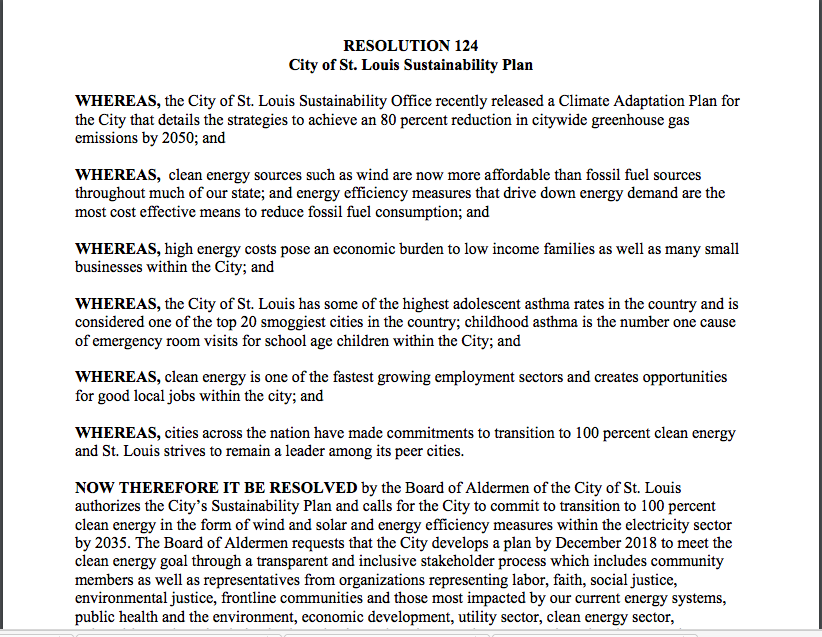 RESOLUTION 124
City of St. Louis Sustainability Plan
WHEREAS, the City of St. Louis Sustainability Office recently released a Climate Adaptation Plan for
the City that details the strategies to achieve an 80 percent reduction in citywide greenhouse gas
emissions by 2050; and
WHEREAS,  clean energy sources such as wind are now more affordable than fossil fuel sources
throughout much of our state; and energy efficiency measures that drive down energy demand are the
most cost effective means to reduce fossil fuel consumption; and
WHEREAS, high energy costs pose an economic burden to low income families as well as many small
businesses within the City; and
WHEREAS, the City of St. Louis has some of the highest adolescent asthma rates in the country and is
considered one of the top 20 smoggiest cities in the country; childhood asthma is the number one cause
of emergency room visits for school age children within the City; and
WHEREAS, clean energy is one of the fastest growing employment sectors and creates opportunities
for good local jobs within the city; and
WHEREAS, cities across the nation have made commitments to transition to 100 percent clean energy
and St. Louis strives to remain a leader among its peer cities.
NOW THEREFORE IT BE RESOLVED by the Board of Aldermen of the City of St. Louis
authorizes the City's Sustainability Plan and calls for the City to commit to transition to 100 percent
clean energy in the form of wind and solar and energy efficiency measures within the electricity sector
by 2035. The Board of Aldermen requests that the City develops a plan by December 2018 to meet the
clean energy goal through a transparent and inclusive stakeholder process which includes community
members as well as representatives from organizations representing labor, faith, social justice,
environmental justice, frontline communities and those most impacted by our current energy systems,
public health and the environment, economic development, utility sector, clean energy sector,